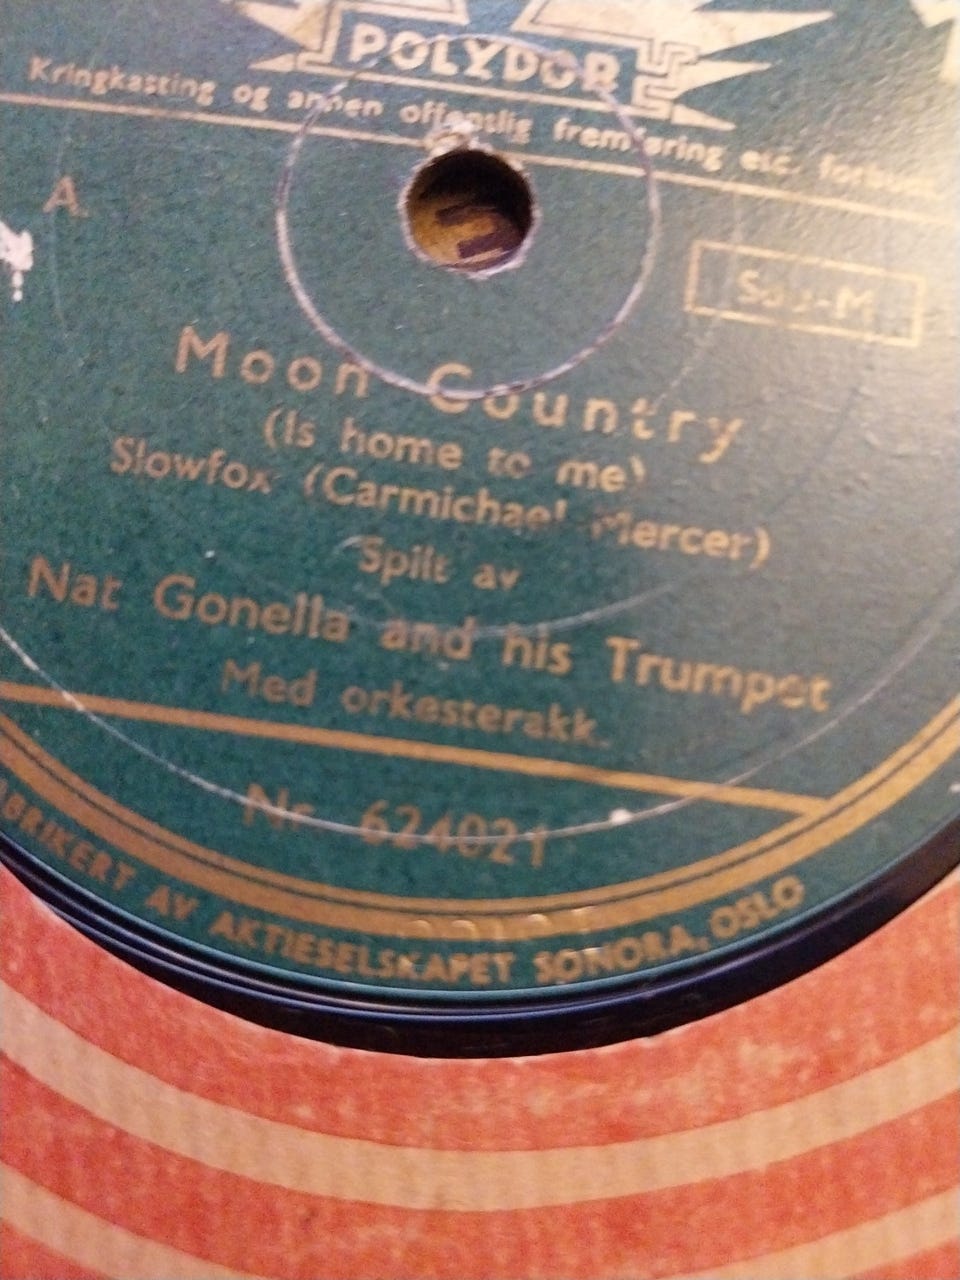 POLYDOR
Kringkasting og annen offentlig fremføring etc. forbudt.
A.
Moon Country
(Is home to me)
Slowfox (Carmichael Mercer)
Spilt av
Nat Gonella and his Trumpet
Med orkesterakk.
Nr. 624021
FABRIKERT AV AKTIESELSKAPET SONORA, OSLO